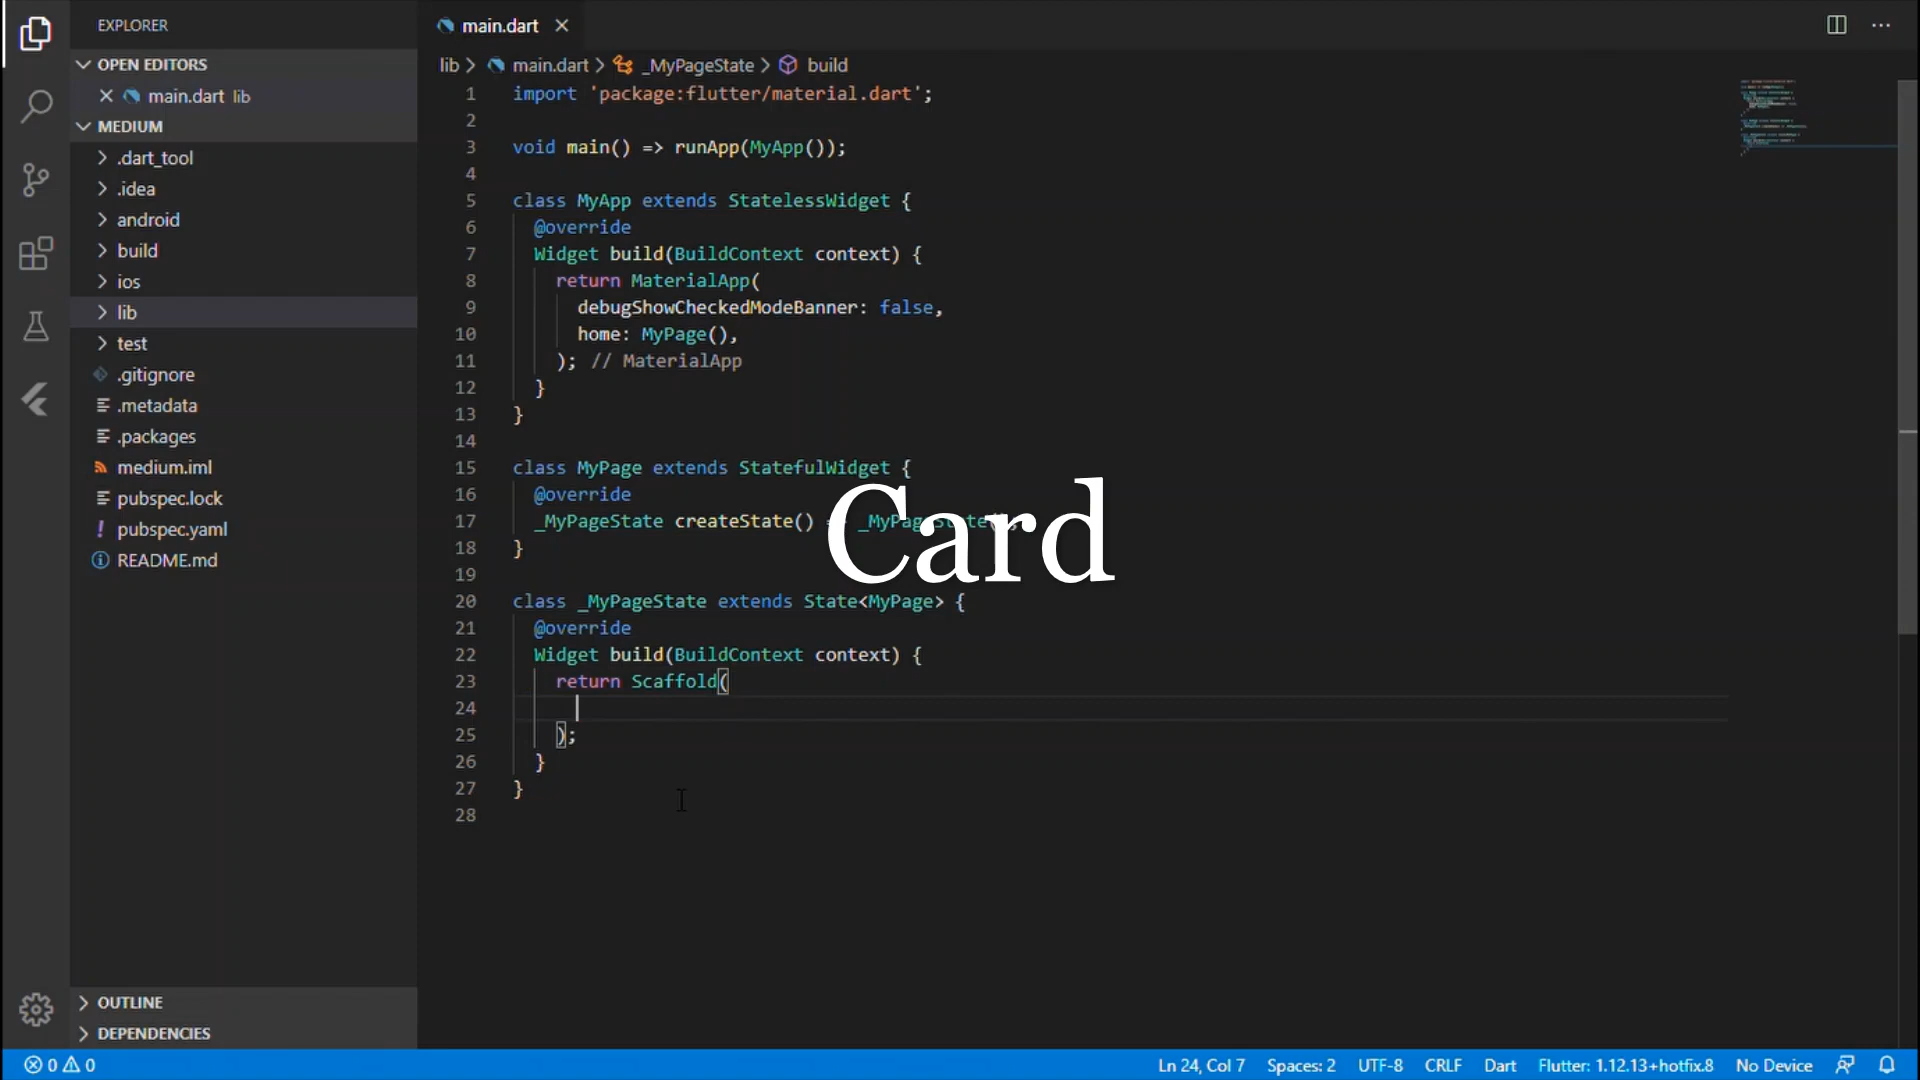 EXPLORER
OPEN EDITORS
main.dart lib
MEDIUM
.dart_tool
.idea
android
build
ios
lib
test
.gitignore
.metadata
.packages
medium.iml
pubspec.lock
pubspec.yaml
README.md
OUTLINE
DEPENDENCIES
main.dart
lib > main.dart > _MyPageState > build
1 import 'package:flutter/material.dart';
2
3 void main() => runApp(MyApp());
4
5 class MyApp extends StatelessWidget {
6 @override
7 Widget build(BuildContext context) {
8 return MaterialApp(
9 debugShowCheckedModeBanner: false,
10 home: MyPage(),
11 ); // MaterialApp
12 }
13 }
14
15 class MyPage extends StatefulWidget {
16 @override
17 _MyPageState createState() => _MyPageState();
18 }
19
20 class _MyPageState extends State<MyPage> {
21 @override
22 Widget build(BuildContext context) {
23 return Scaffold(
24
25 );
26 }
27 }
28
Card
0 0
Ln 24, Col 7 Spaces: 2 UTF-8 CRLF Dart Flutter: 1.12.13+hotfix.8 No Device